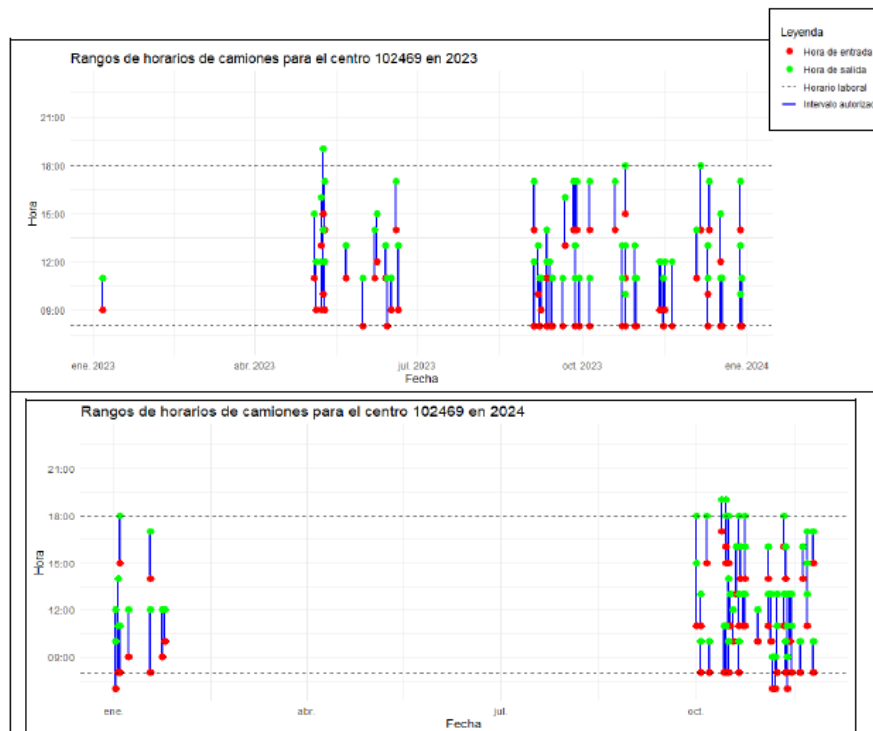 Leyenda
Hora de entrada
Hora de salida
Horario laboral
Intervalo autorizad
Rangos de horarios de camiones para el centro 102469 en 2023
21:00
18:00
15:00
12:00
09:00
Hora
ene. 2023
abr. 2023
jul. 2023
oct. 2023
ene. 2024
Fecha
Rangos de horarios de camiones para el centro 102469 en 2024
21:00
18:00
15:00
12:00
09:00
Hora
ene.
abr.
jul.
oct.
Fecha